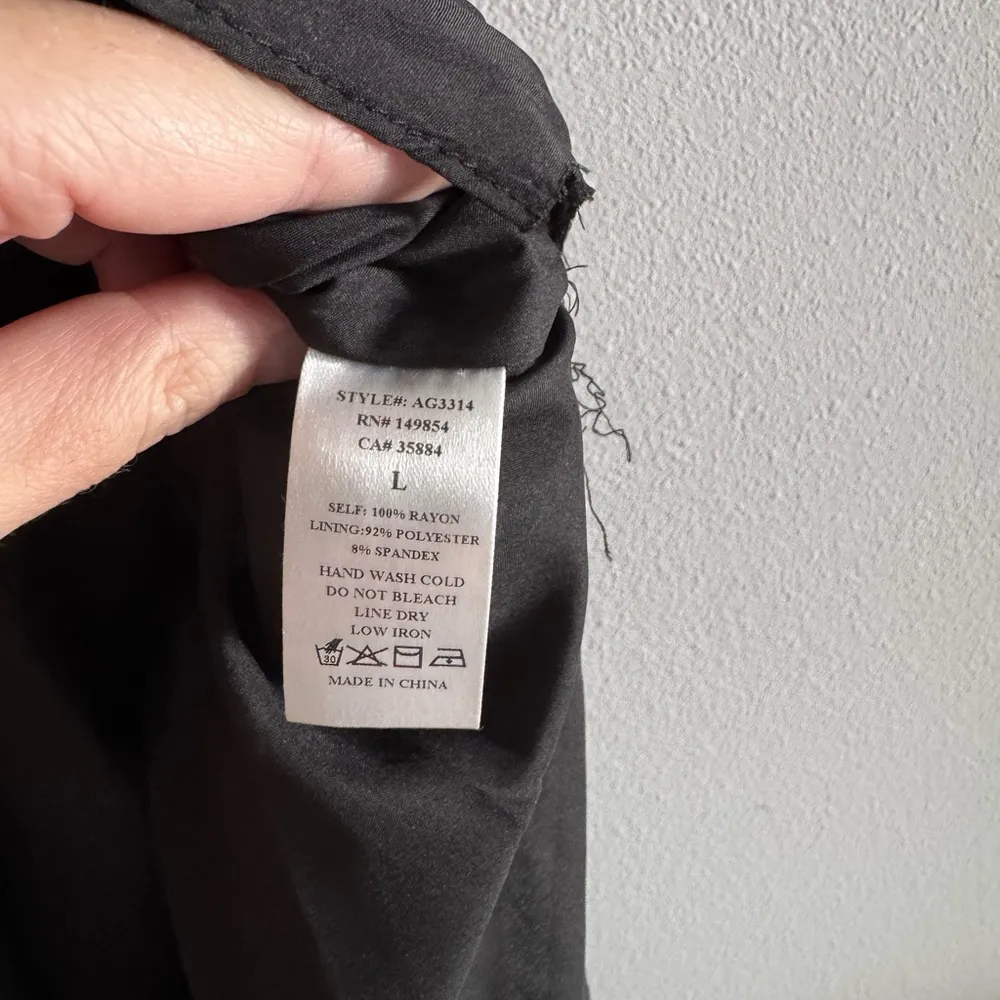 STYLE#: AG3314
RN# 149854
CA# 35884
L
SELF: 100% RAYON
LINING:92% POLYESTER
8% SPANDEX
HAND WASH COLD
DO NOT BLEACH
LINE DRY
LOW IRON
30
MADE IN CHINA